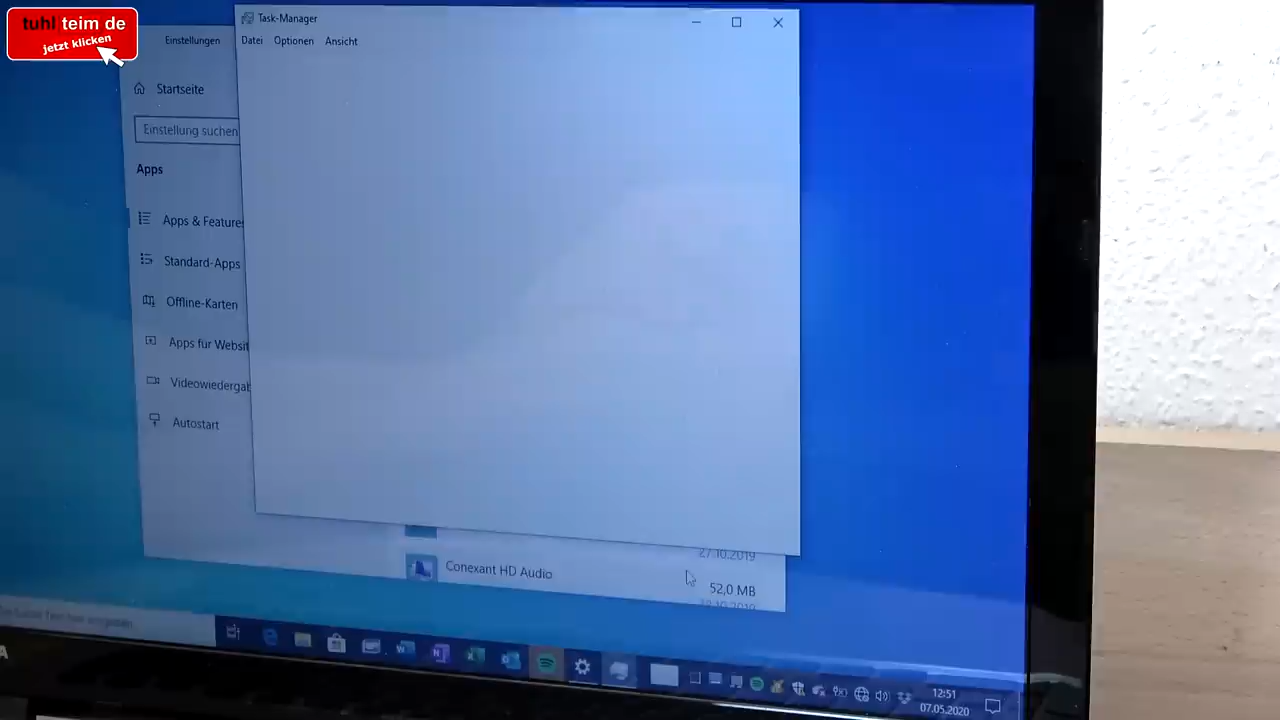 tuhl teim de
jetzt klicken
Task-Manager
Datei Optionen Ansicht
Einstellungen
Startseite
Einstellung suchen
Apps
Apps & Feature
Standard-Apps
Offline-Karten
Apps für Websit
Videowiedergab
Autostart
27.10.2019
Conexant HD Audio
52,0 MB
12:51
07.05.2020